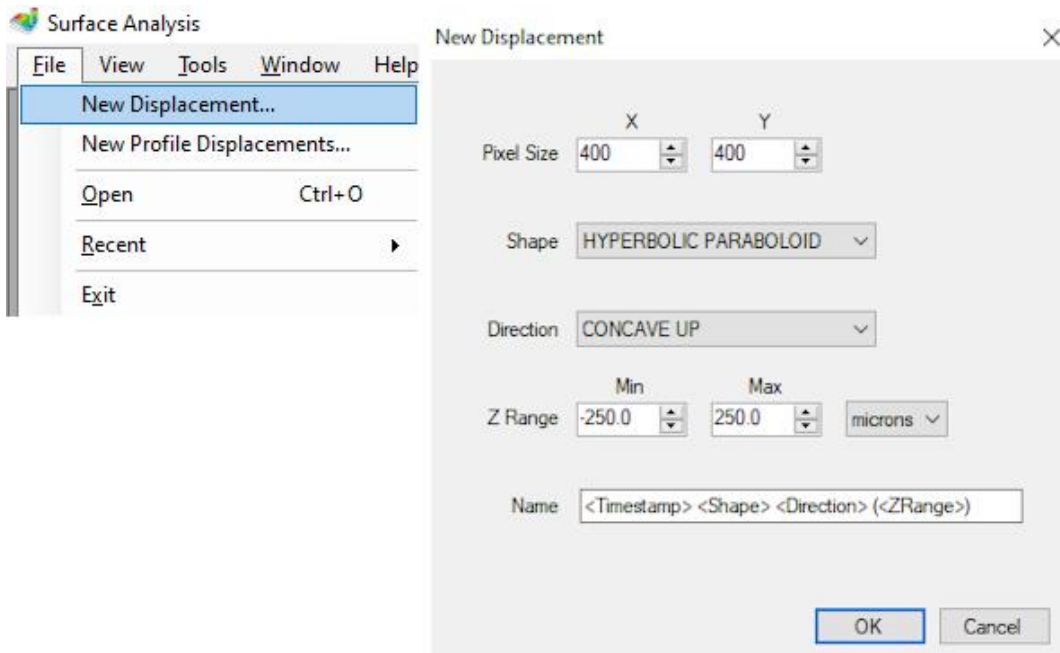 Surface Analysis
File View Tools Window Help
New Displacement...
New Profile Displacements...
Open Ctrl+O
Recent
Exit
New Displacement
X Y
Pixel Size 400 400
Shape HYPERBOLIC PARABOLOID
Direction CONCAVE UP
Min Max
Z Range -250.0 250.0 microns
Name <Timestamp> <Shape> <Direction> (<ZRange>)
OK Cancel